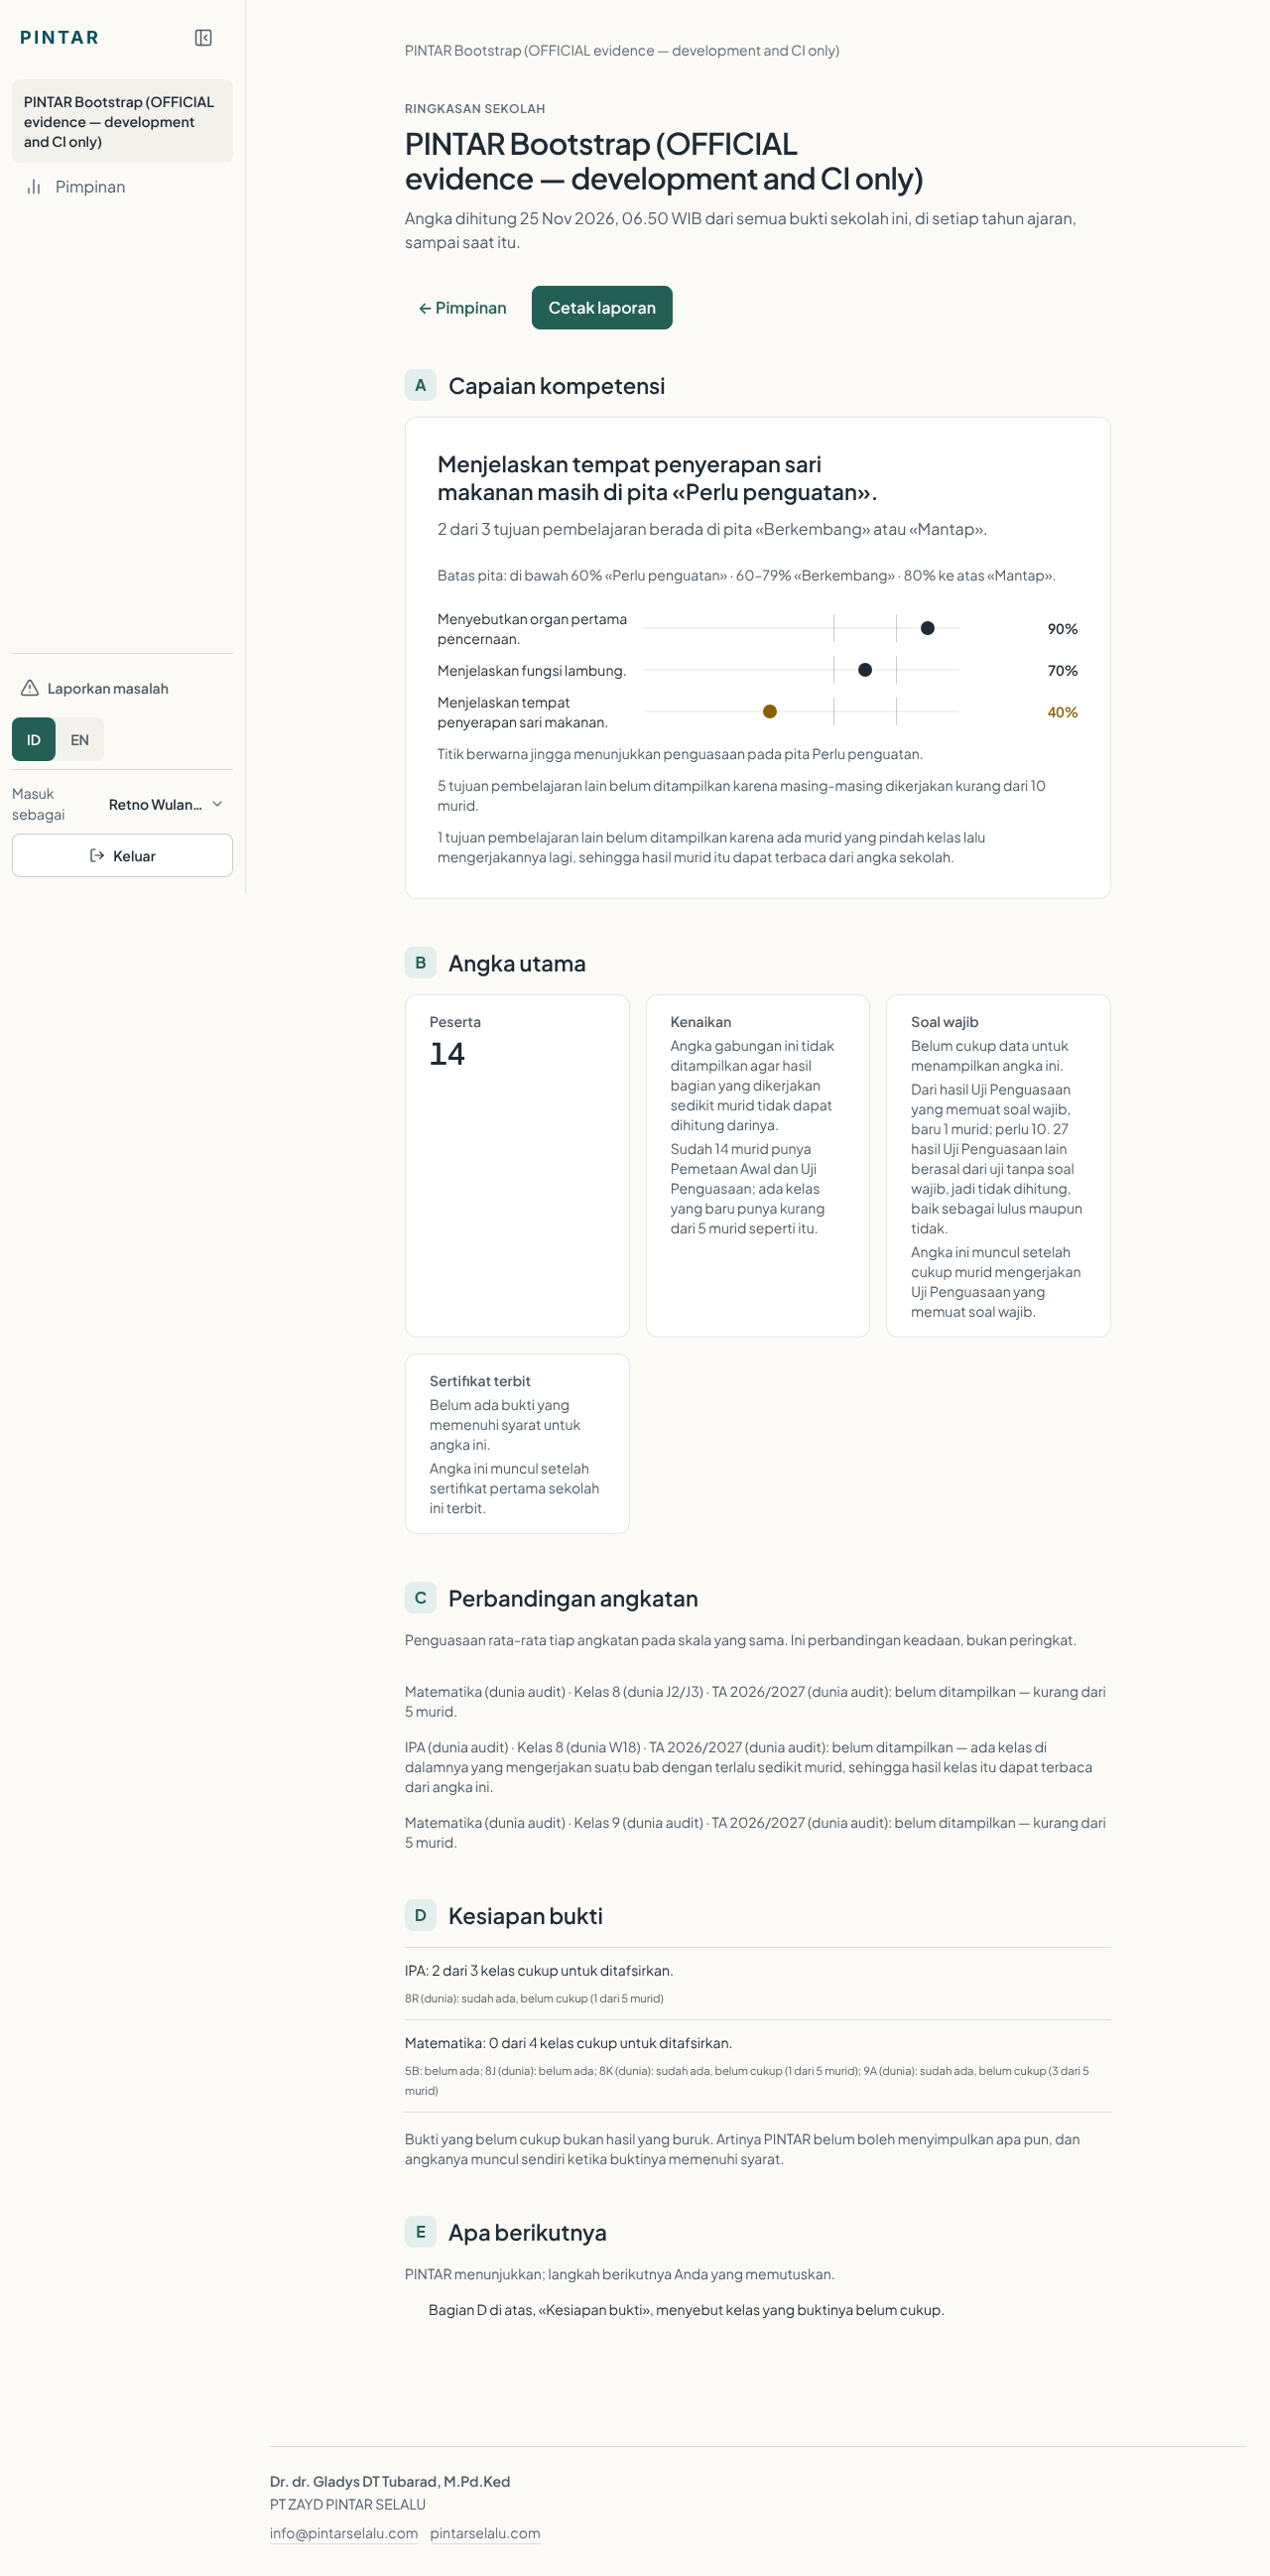 PINTAR
PINTAR Bootstrap (OFFICIAL
evidence — development
and CI only)
Pimpinan
Laporkan masalah
ID
EN
Masuk
sebagai
Retno Wulan…
Keluar
PINTAR Bootstrap (OFFICIAL evidence — development and CI only)
RINGKASAN SEKOLAH
PINTAR Bootstrap (OFFICIAL
evidence — development and CI only)
Angka dihitung 25 Nov 2026, 06.50 WIB dari semua bukti sekolah ini, di setiap tahun ajaran,
sampai saat itu.
← Pimpinan
Cetak laporan
A
Capaian kompetensi
Menjelaskan tempat penyerapan sari
makanan masih di pita «Perlu penguatan».
2 dari 3 tujuan pembelajaran berada di pita «Berkembang» atau «Mantap».
Batas pita: di bawah 60% «Perlu penguatan» · 60–79% «Berkembang» · 80% ke atas «Mantap».
Menyebutkan organ pertama
pencernaan.
90%
Menjelaskan fungsi lambung.
70%
Menjelaskan tempat
penyerapan sari makanan.
40%
Titik berwarna jingga menunjukkan penguasaan pada pita Perlu penguatan.
5 tujuan pembelajaran lain belum ditampilkan karena masing-masing dikerjakan kurang dari 10
murid.
1 tujuan pembelajaran lain belum ditampilkan karena ada murid yang pindah kelas lalu
mengerjakannya lagi, sehingga hasil murid itu dapat terbaca dari angka sekolah.
B
Angka utama
Peserta
14
Kenaikan
Angka gabungan ini tidak
ditampilkan agar hasil
bagian yang dikerjakan
sedikit murid tidak dapat
dihitung darinya.
Sudah 14 murid punya
Pemetaan Awal dan Uji
Penguasaan; ada kelas
yang baru punya kurang
dari 5 murid seperti itu.
Soal wajib
Belum cukup data untuk
menampilkan angka ini.
Dari hasil Uji Penguasaan
yang memuat soal wajib,
baru 1 murid; perlu 10. 27
hasil Uji Penguasaan lain
berasal dari uji tanpa soal
wajib, jadi tidak dihitung,
baik sebagai lulus maupun
tidak.
Angka ini muncul setelah
cukup murid mengerjakan
Uji Penguasaan yang
memuat soal wajib.
Sertifikat terbit
Belum ada bukti yang
memenuhi syarat untuk
angka ini.
Angka ini muncul setelah
sertifikat pertama sekolah
ini terbit.
C
Perbandingan angkatan
Penguasaan rata-rata tiap angkatan pada skala yang sama. Ini perbandingan keadaan, bukan peringkat.
Matematika (dunia audit) · Kelas 8 (dunia J2/J3) · TA 2026/2027 (dunia audit): belum ditampilkan — kurang dari
5 murid.
IPA (dunia audit) · Kelas 8 (dunia W18) · TA 2026/2027 (dunia audit): belum ditampilkan — ada kelas di
dalamnya yang mengerjakan suatu bab dengan terlalu sedikit murid, sehingga hasil kelas itu dapat terbaca
dari angka ini.
Matematika (dunia audit) · Kelas 9 (dunia audit) · TA 2026/2027 (dunia audit): belum ditampilkan — kurang dari
5 murid.
D
Kesiapan bukti
IPA: 2 dari 3 kelas cukup untuk ditafsirkan.
8R (dunia): sudah ada, belum cukup (1 dari 5 murid)
Matematika: 0 dari 4 kelas cukup untuk ditafsirkan.
5B: belum ada; 8J (dunia): belum ada; 8K (dunia): sudah ada, belum cukup (1 dari 5 murid); 9A (dunia): sudah ada, belum cukup (3 dari 5
murid)
Bukti yang belum cukup bukan hasil yang buruk. Artinya PINTAR belum boleh menyimpulkan apa pun, dan
angkanya muncul sendiri ketika buktinya memenuhi syarat.
E
Apa berikutnya
PINTAR menunjukkan; langkah berikutnya Anda yang memutuskan.
Bagian D di atas, «Kesiapan bukti», menyebut kelas yang buktinya belum cukup.
Dr. dr. Gladys DT Tubarad, M.Pd.Ked
PT ZAYD PINTAR SELALU
info@pintarselalu.com
pintarselalu.com